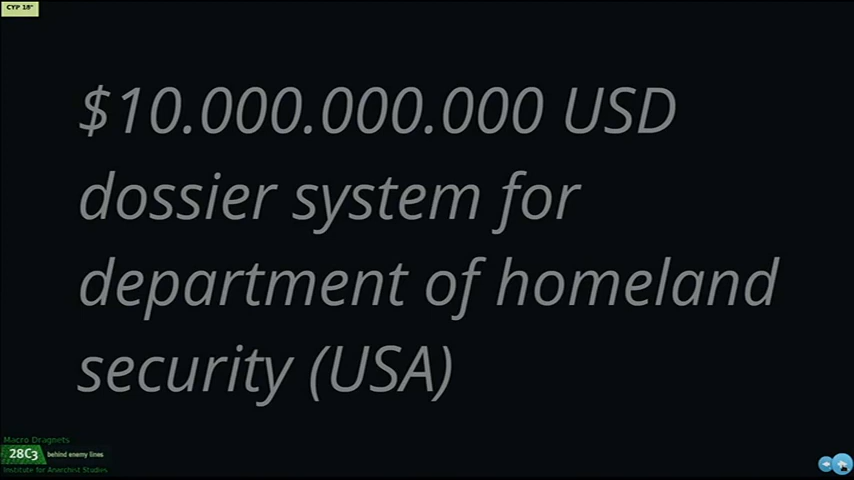 CYP 18"
$10.000.000.000 USD
dossier system for
department of homeland
security (USA)
Macro Dragnets
28C3 behind enemy lines
Institute for Anarchist Studies